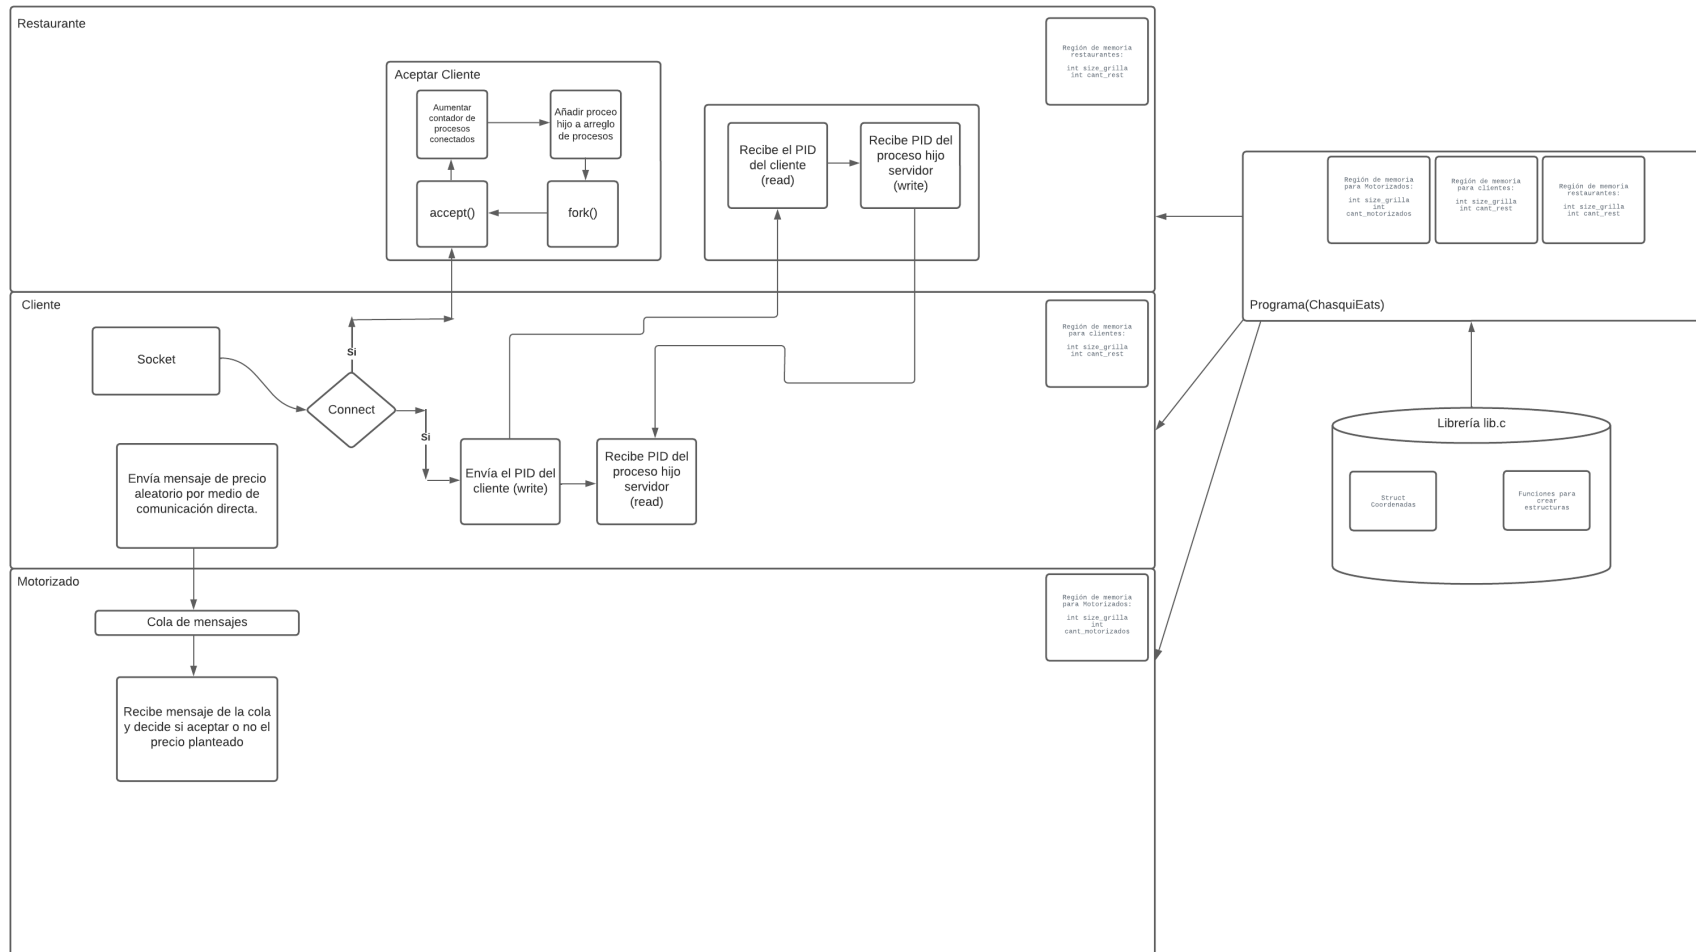 Restaurante
Región de memoria
restaurantes:
int size_grilla
int cant_rest
Aceptar Cliente
Aumentar
contador de
procesos
conectados
Añadir proceo
hijo a arreglo
de procesos
accept()
fork()
Recibe el PID
del cliente
(read)
Recibe PID del
proceso hijo
servidor
(write)
Cliente
Región de memoria
para clientes:
int size_grilla
int cant_rest
Socket
Si
Connect
Si
Envía el PID del
cliente (write)
Recibe PID del
proceso hijo
servidor
(read)
Envía mensaje de precio
aleatorio por medio de
comunicación directa.
Motorizado
Región de memoria
para Motorizados:
int size_grilla
int
cant_motorizados
Cola de mensajes
Recibe mensaje de la cola
y decide si aceptar o no el
precio planteado
Región de memoria
para Motorizados:
int size_grilla
int
cant_motorizados
Región de memoria
para clientes:
int size_grilla
int cant_rest
Región de memoria
restaurantes:
int size_grilla
int cant_rest
Programa(ChasquiEats)
Librería lib.c
Struct
Coordenadas
Funciones para
crear
estructuras